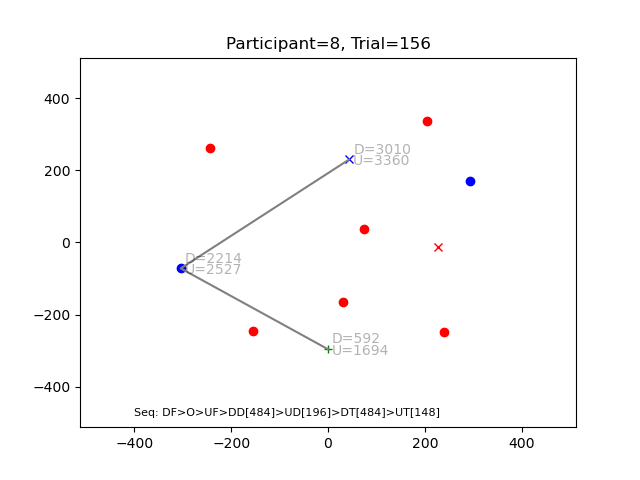 Participant=8, Trial=156
400
200
0
−200
−400
D=3010
U=3360
D=2214
U=2527
D=592
U=1694
Seq: DF>O>UF>DD[484]>UD[196]>DT[484]>UT[148]
−400 −200 0 200 400